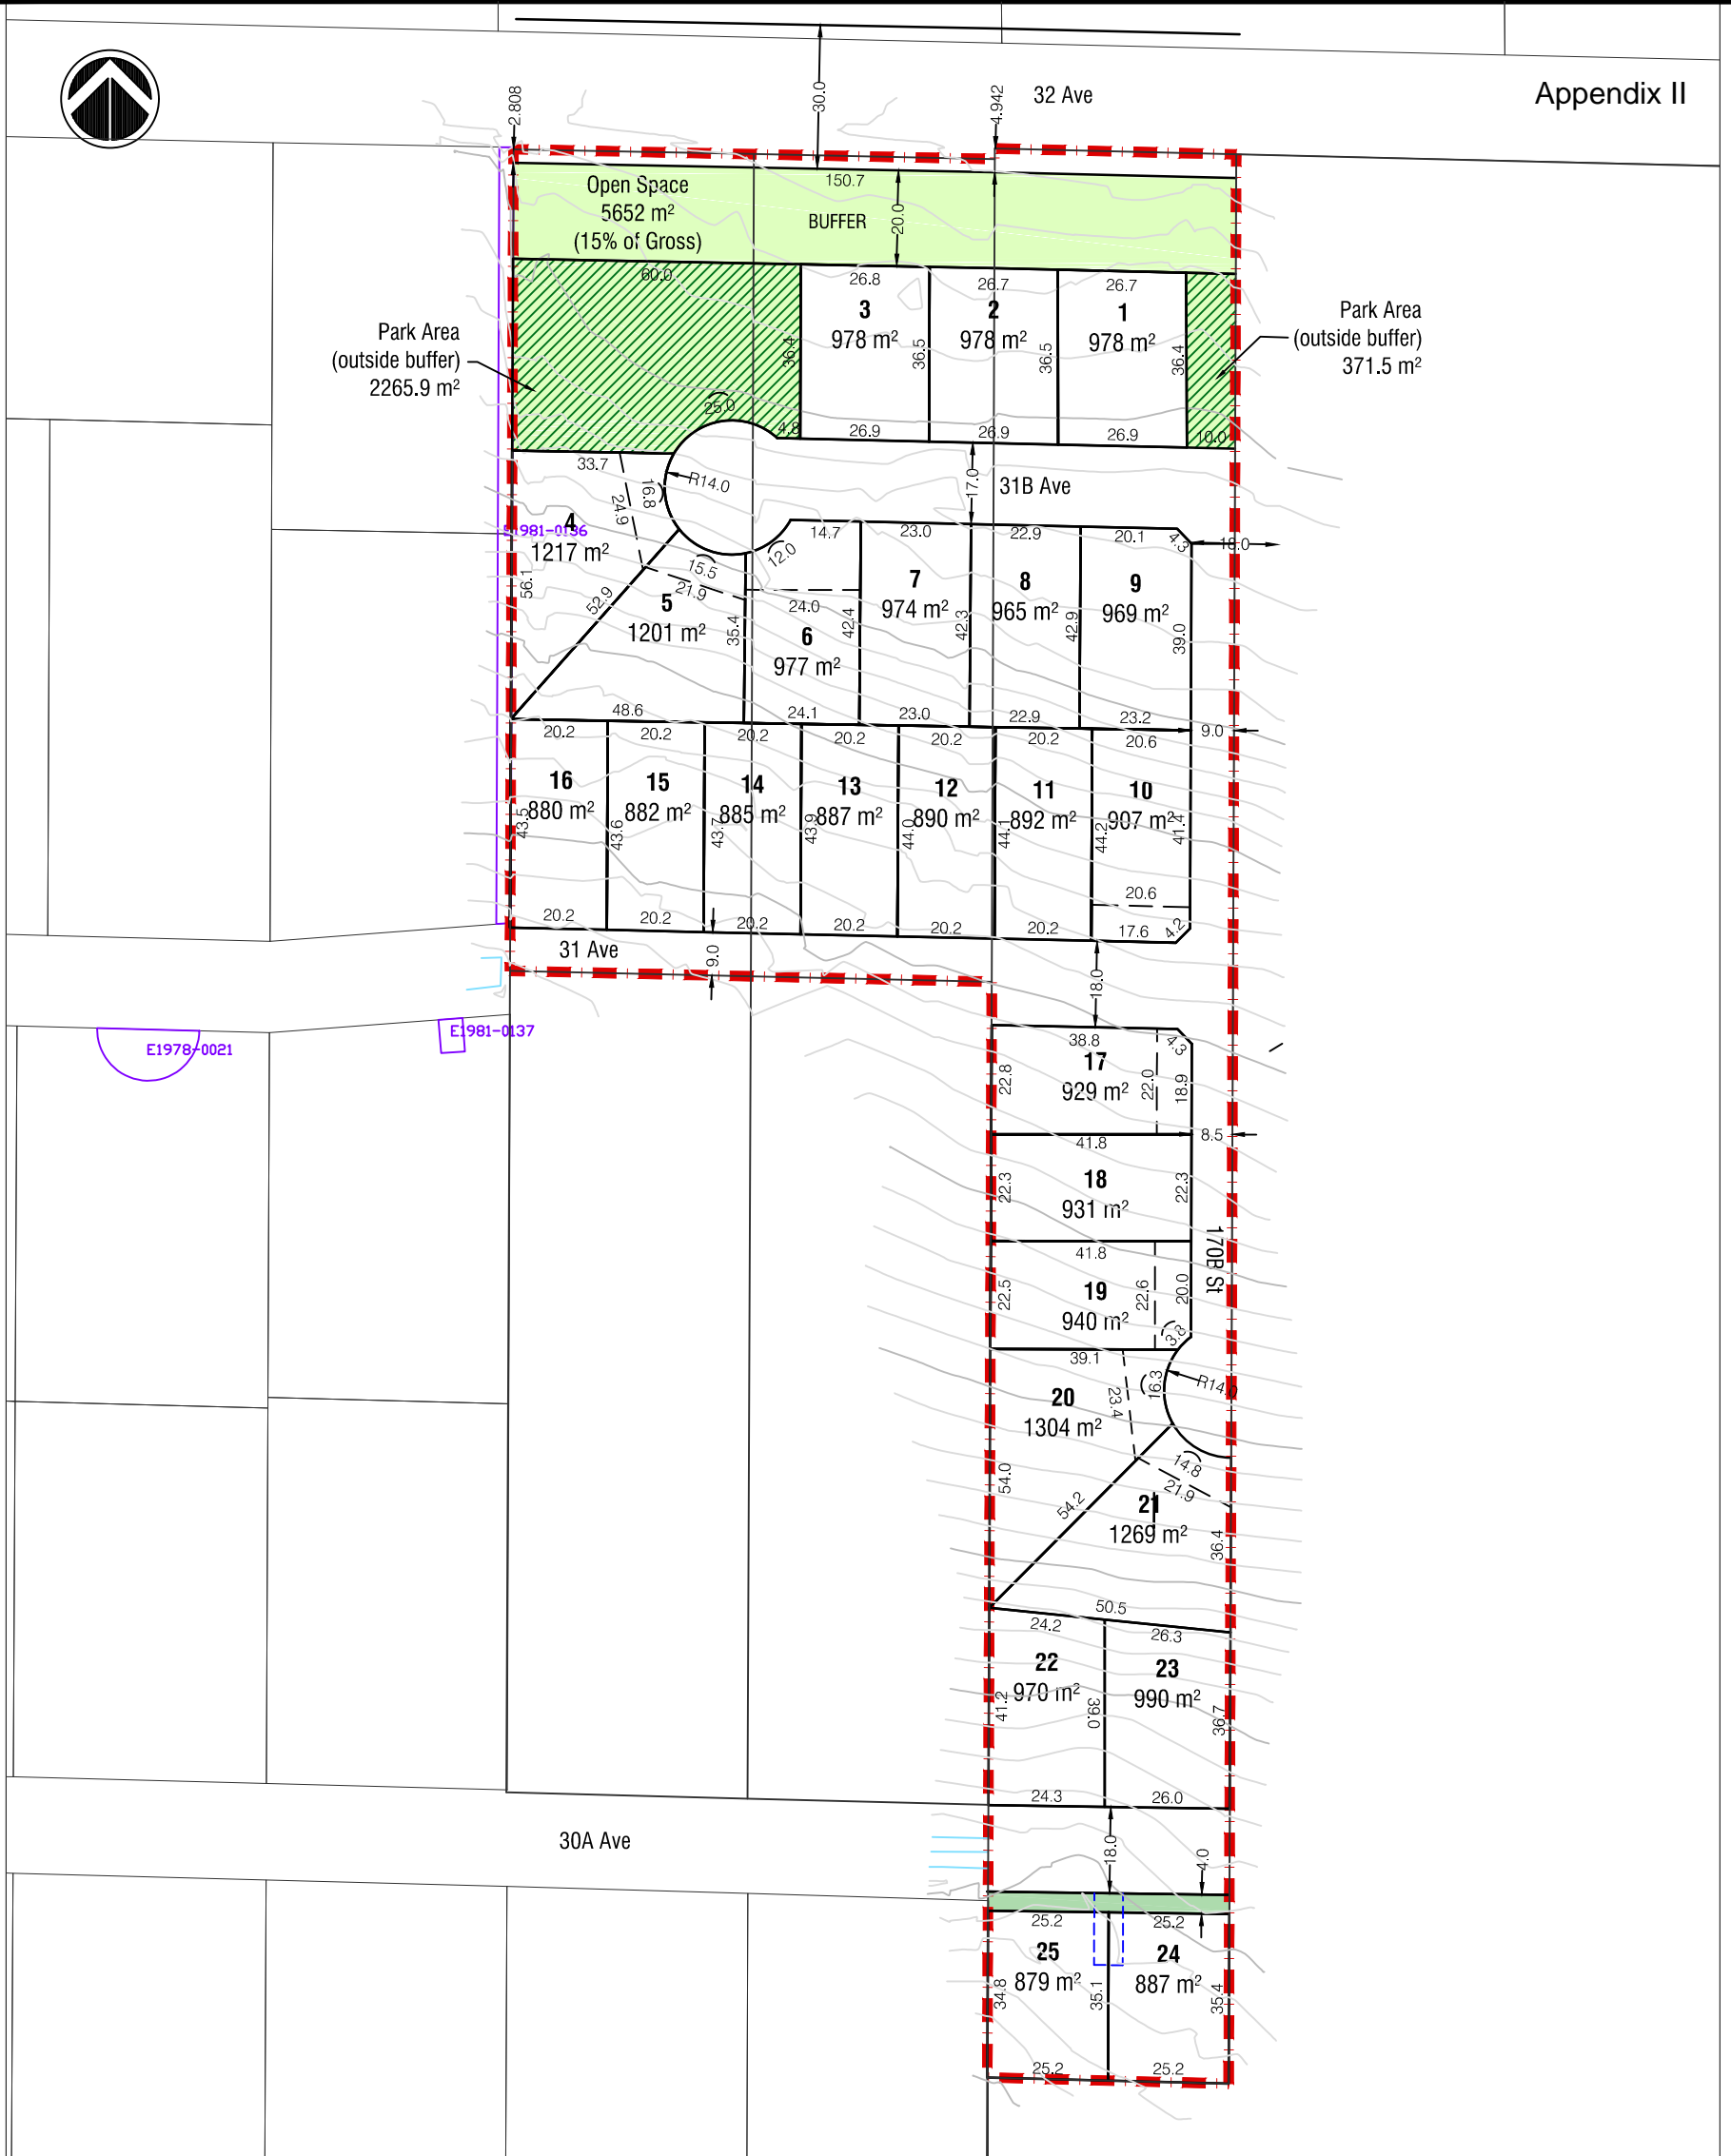 Appendix II
32 Ave
2.808
30.0
4.942
Open Space
5652 m²
(15% of Gross)
150.7
BUFFER
20.0
60.0
26.8
26.7
26.7
Park Area
(outside buffer)
2265.9 m²
3
978 m²
2
978 m²
1
978 m²
Park Area
(outside buffer)
371.5 m²
36.4
36.5
36.5
36.4
25.0
4.8
26.9
26.9
26.9
10.0
33.7
16.8
24.9
R14.0
17.0
31B Ave
4
E1981-0136
1217 m²
56.1
52.9
15.5
21.9
12.0
14.7
23.0
22.9
20.1
4.3
18.0
5
1201 m²
35.4
24.0
6
977 m²
42.4
7
974 m²
42.3
8
965 m²
42.9
9
969 m²
39.0
48.6
24.1
23.0
22.9
23.2
9.0
20.2
20.2
20.2
20.2
20.2
20.2
20.6
16
880 m²
15
882 m²
14
885 m²
13
887 m²
12
890 m²
11
892 m²
10
907 m²
43.5
43.6
43.7
43.9
44.0
44.1
44.2
41.4
20.6
20.2
20.2
20.2
20.2
20.2
20.2
17.6
4.2
31 Ave
9.0
18.0
E1978-0021
E1981-0137
38.8
4.3
17
929 m²
22.8
22.0
18.9
41.8
8.5
18
931 m²
22.3
22.3
170B St
41.8
19
940 m²
22.5
22.6
20.0
3.8
39.1
20
1304 m²
23.4
16.3
R14.0
54.0
54.2
14.8
21.9
21
1269 m²
36.4
50.5
24.2
26.3
22
970 m²
23
990 m²
41.2
39.0
36.7
24.3
26.0
30A Ave
18.0
4.0
25.2
25.2
25
879 m²
24
887 m²
34.8
35.1
35.4
25.2
25.2